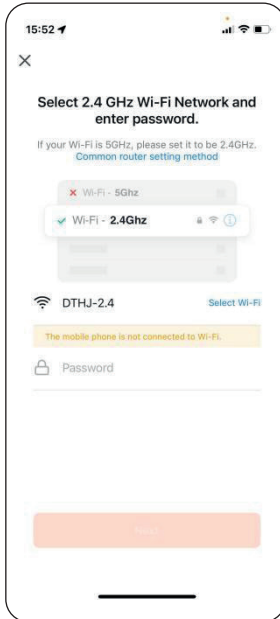 15:52
Select 2.4 GHz Wi-Fi Network and
enter password.
If your Wi-Fi is 5GHz, please set it to be 2.4GHz.
Common router setting method
Wi-Fi - 5Ghz
Wi-Fi - 2.4Ghz
DTHJ-2.4 Select Wi-Fi
The mobile phone is not connected to Wi-Fi.
Password
Next